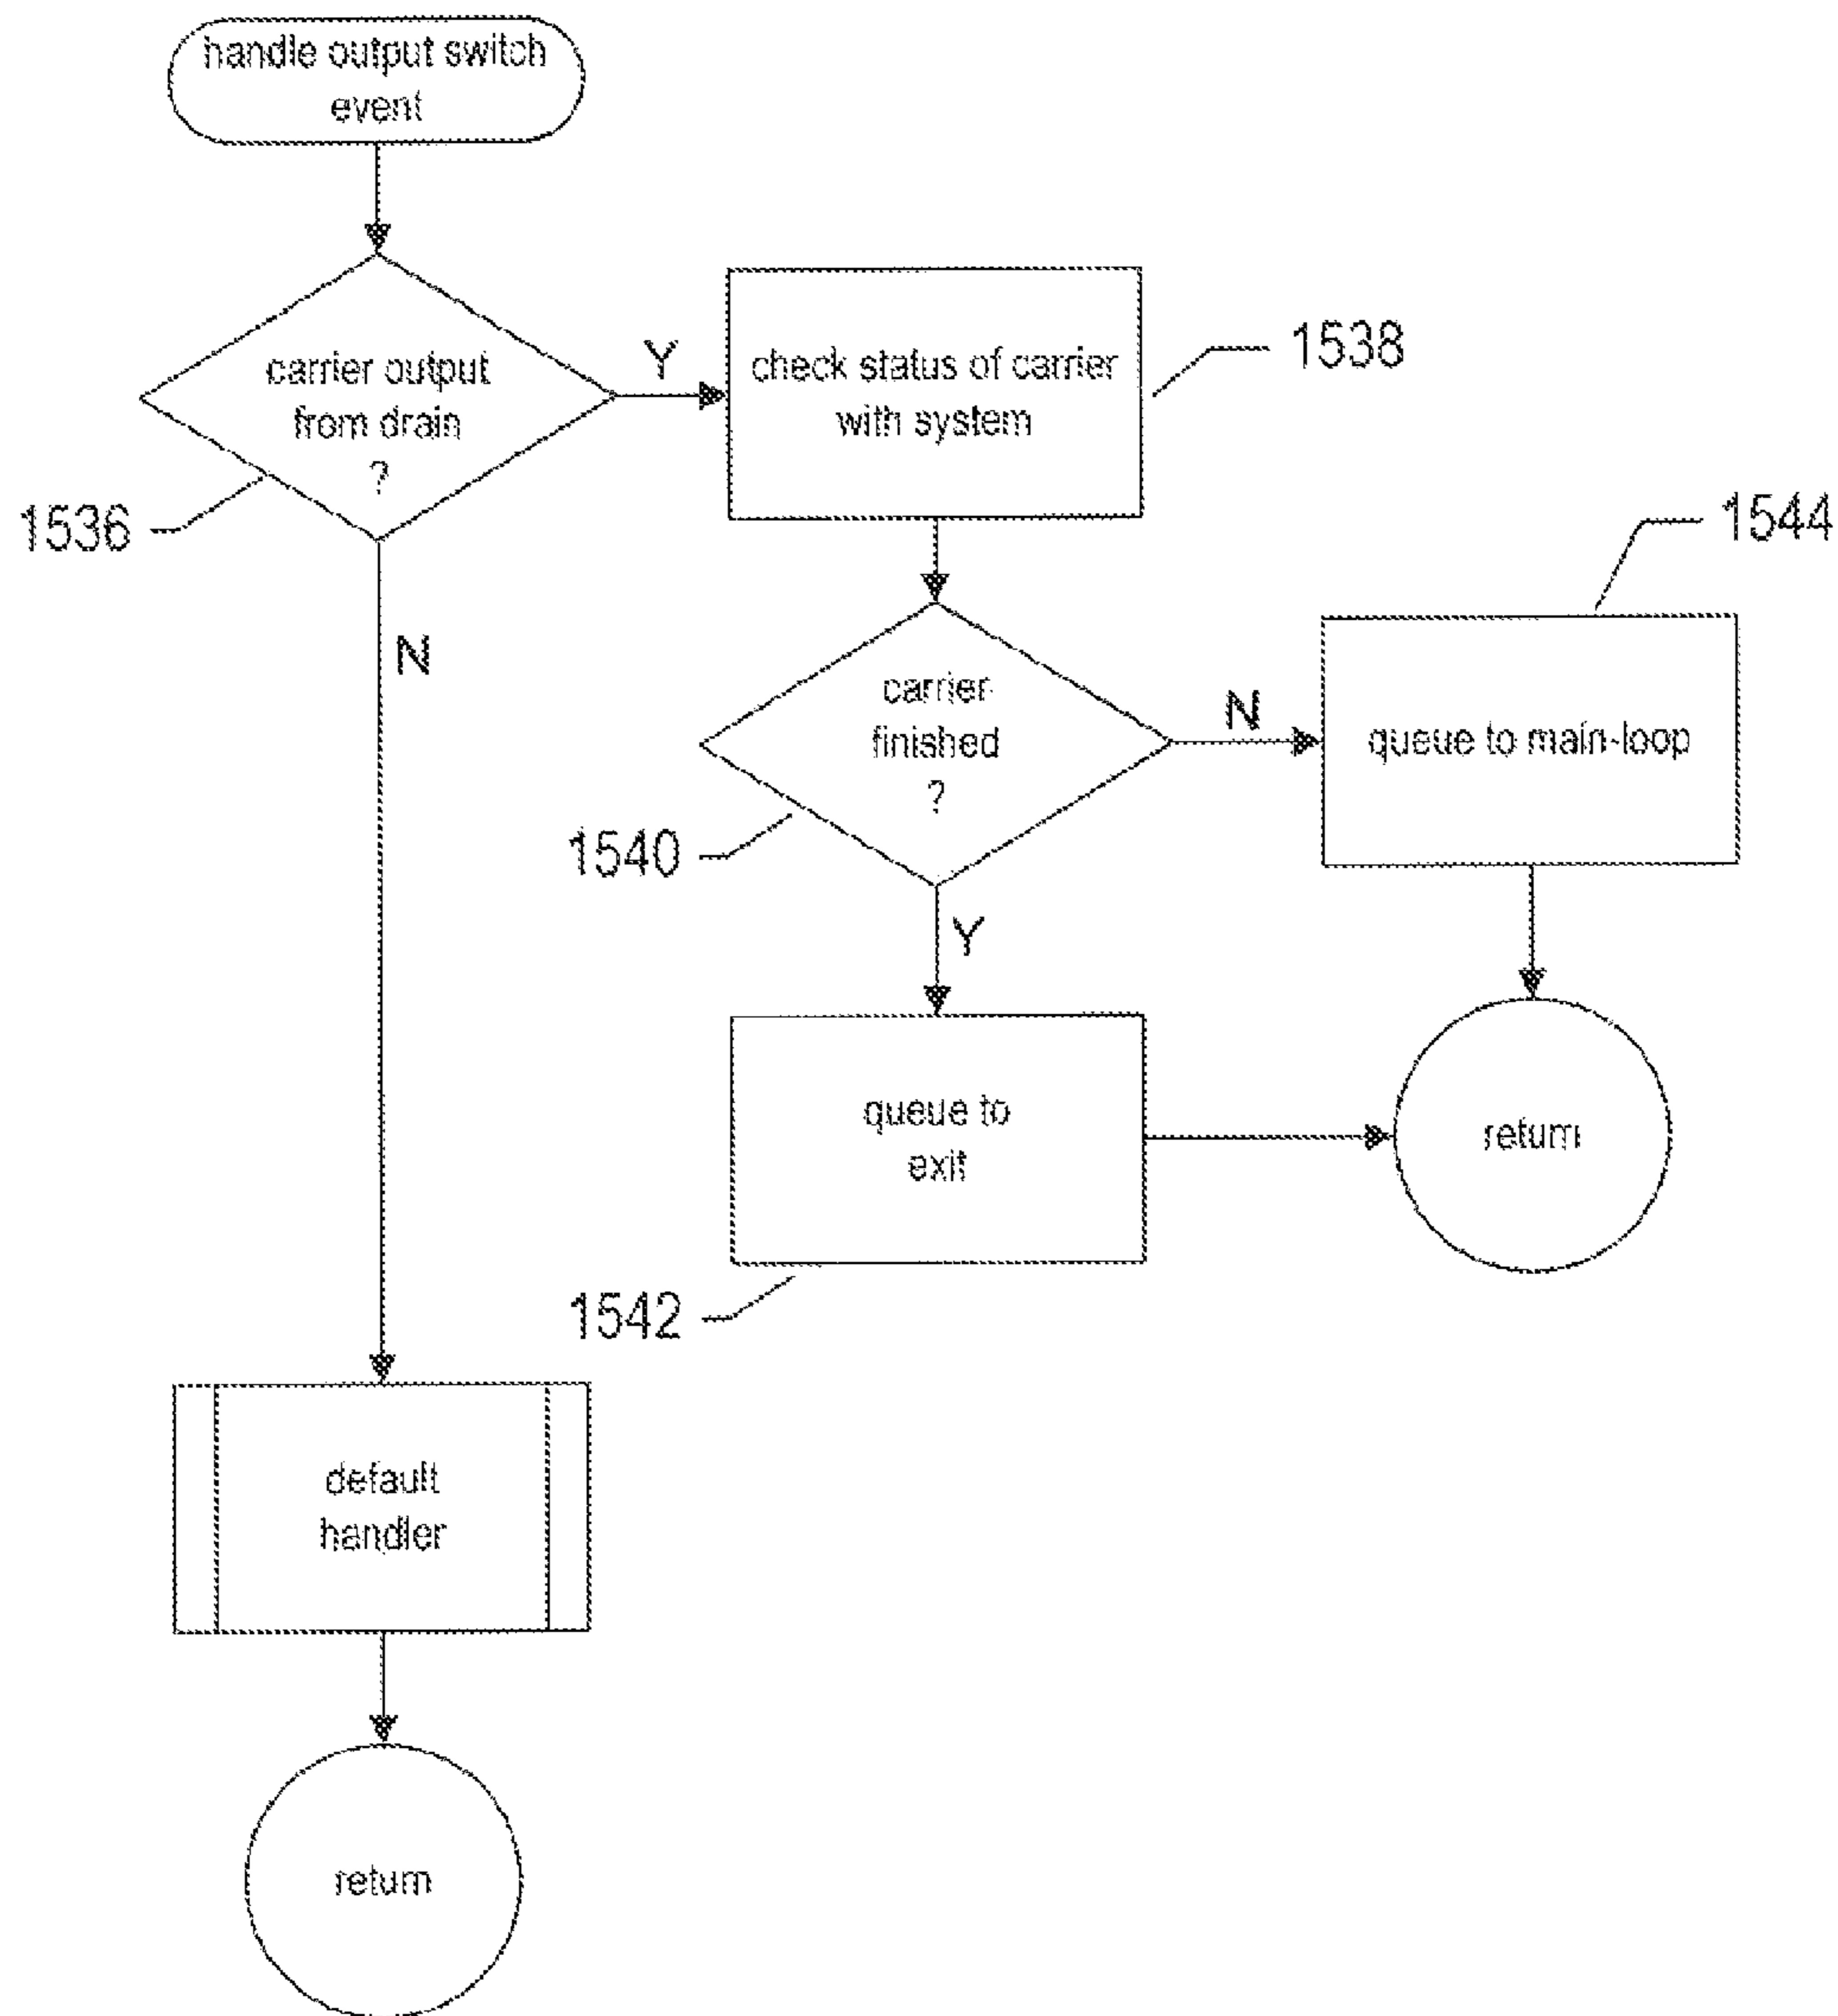 handle output switch
event
carrier output
from drain
?
1536
Y
check status of carrier
with system
1538
N
carrier
finished
?
1540
N
queue to main-loop
1544
Y
queue to
exit
1542
return
default
handler
return